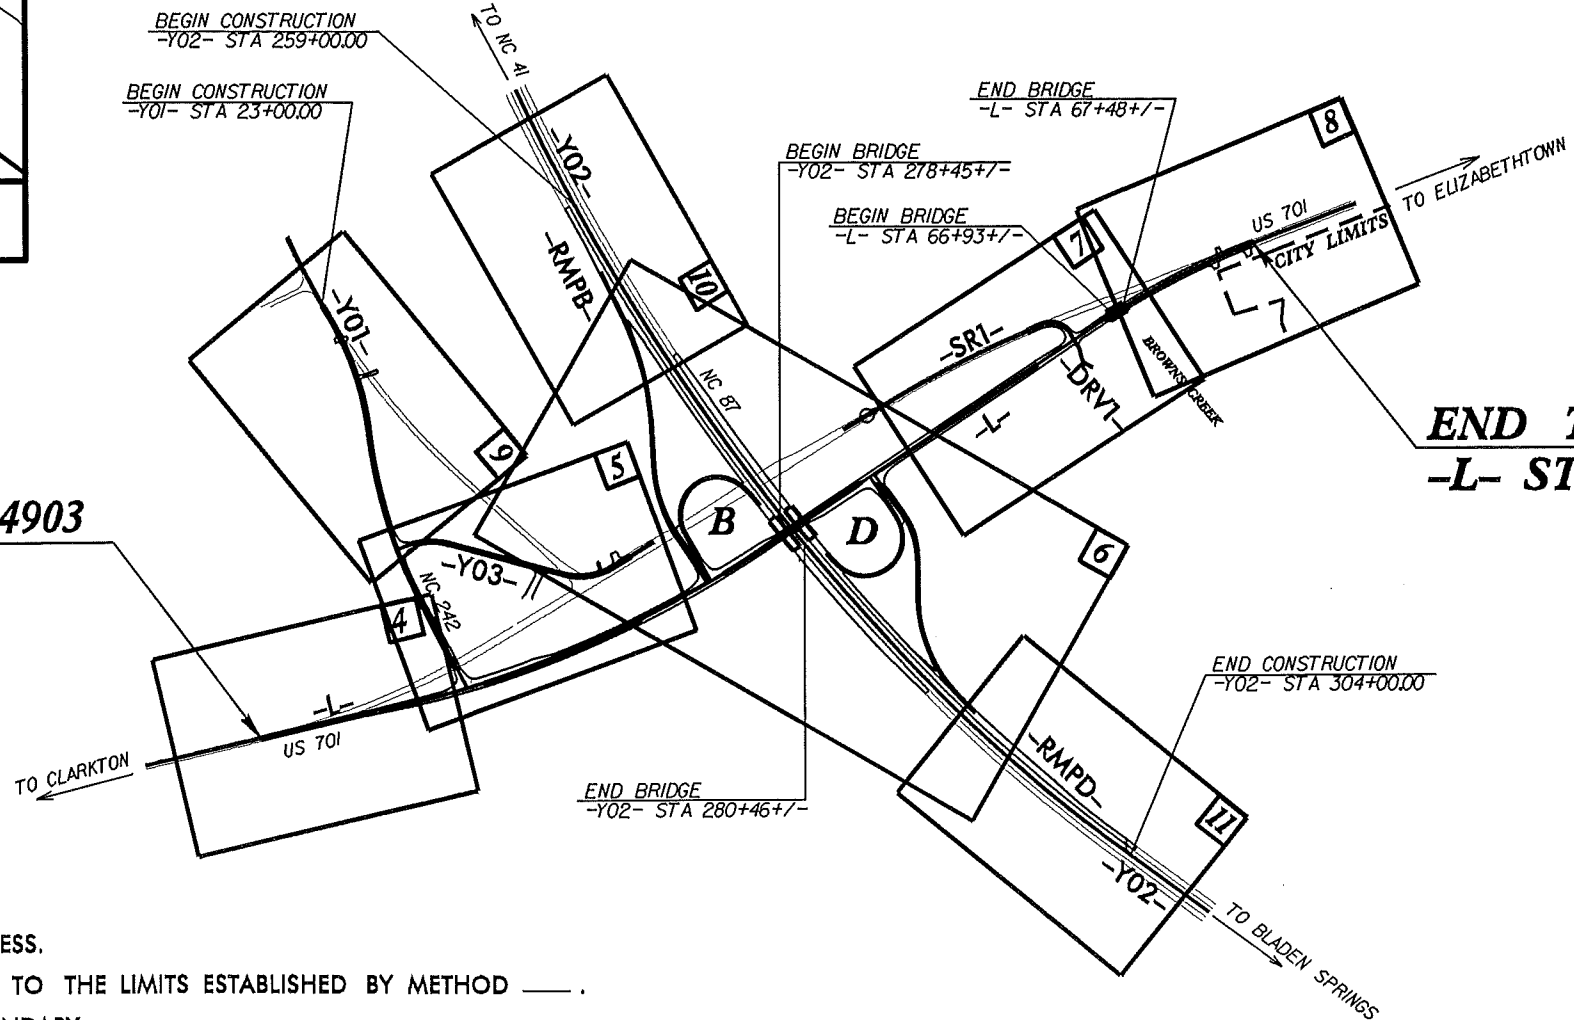 BEGIN CONSTRUCTION
-Y02- STA 259+00.00
BEGIN CONSTRUCTION
-Y01- STA 23+00.00
TO NC 41
END BRIDGE
-L- STA 67+48+/-
BEGIN BRIDGE
-Y02- STA 278+45+/-
BEGIN BRIDGE
-L- STA 66+93+/-
8
TO ELIZABETHTOWN
US 701
CITY LIMITS
7
-Y02-
-RMPB-
10
-Y01-
NC 87
-SR1-
-DRV1-
-L-
BROWNS CREEK
END T
-L- ST
9
5
B
D
6
4903
-Y03-
NC 242
4
-L-
US 701
TO CLARKTON
END CONSTRUCTION
-Y02- STA 304+00.00
END BRIDGE
-Y02- STA 280+46+/-
-RMPD-
11
-Y02-
TO BLADEN SPRINGS
ESS.
TO THE LIMITS ESTABLISHED BY METHOD ___ .